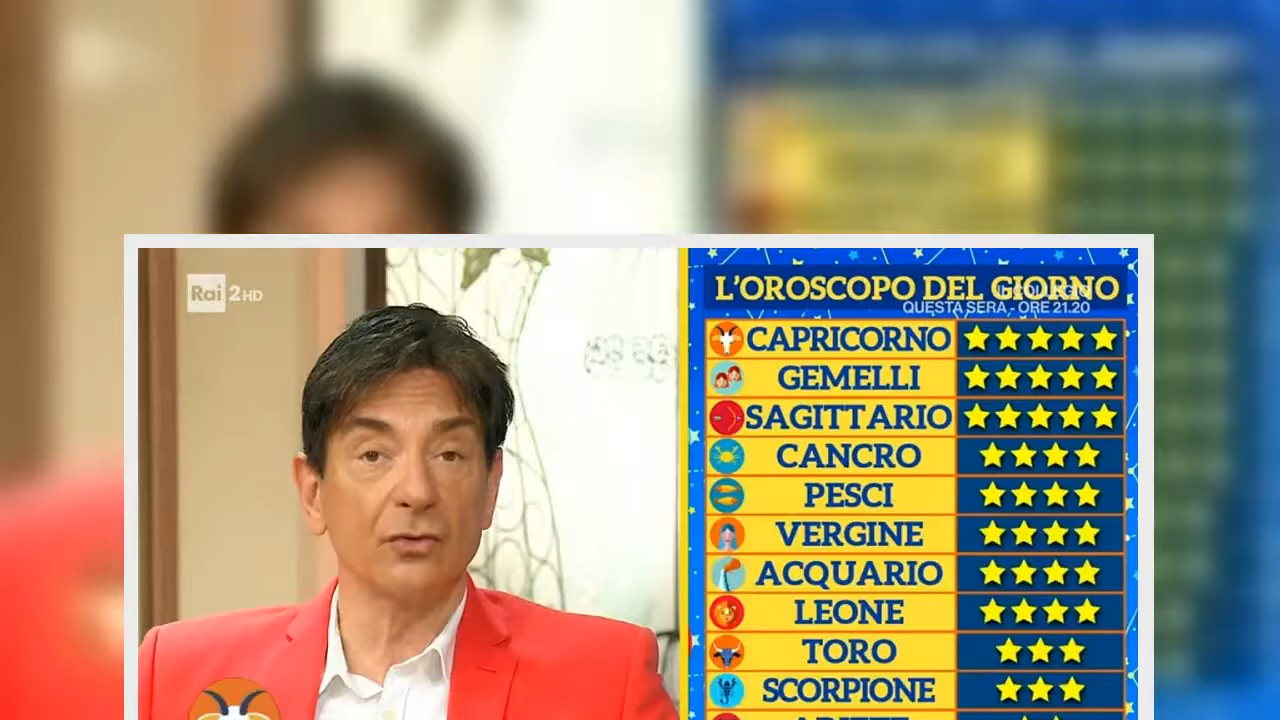 Rai 2 HD
L'OROSCOPO DEL GIORNO
QUESTA SERA - ORE 21.20
CAPRICORNO
GEMELLI
SAGITTARIO
CANCRO
PESCI
VERGINE
ACQUARIO
LEONE
TORO
SCORPIONE